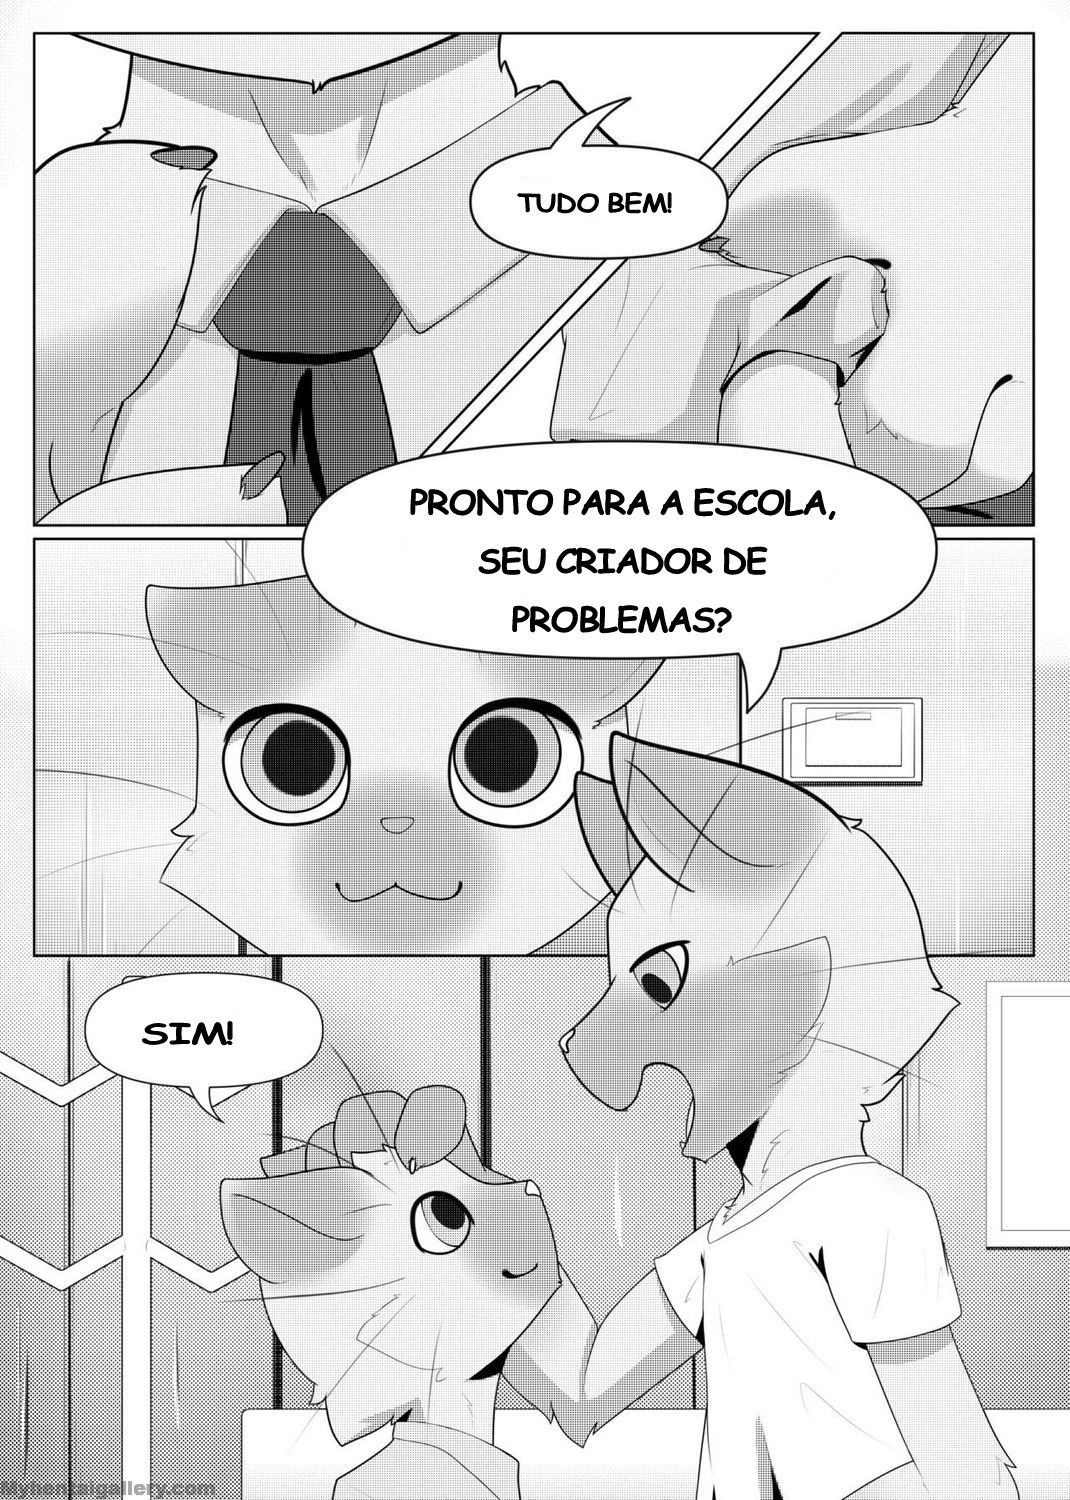 TUDO BEM!
PRONTO PARA A ESCOLA,
SEU CRIADOR DE
PROBLEMAS?
SIM!
Myhentaigallery.com